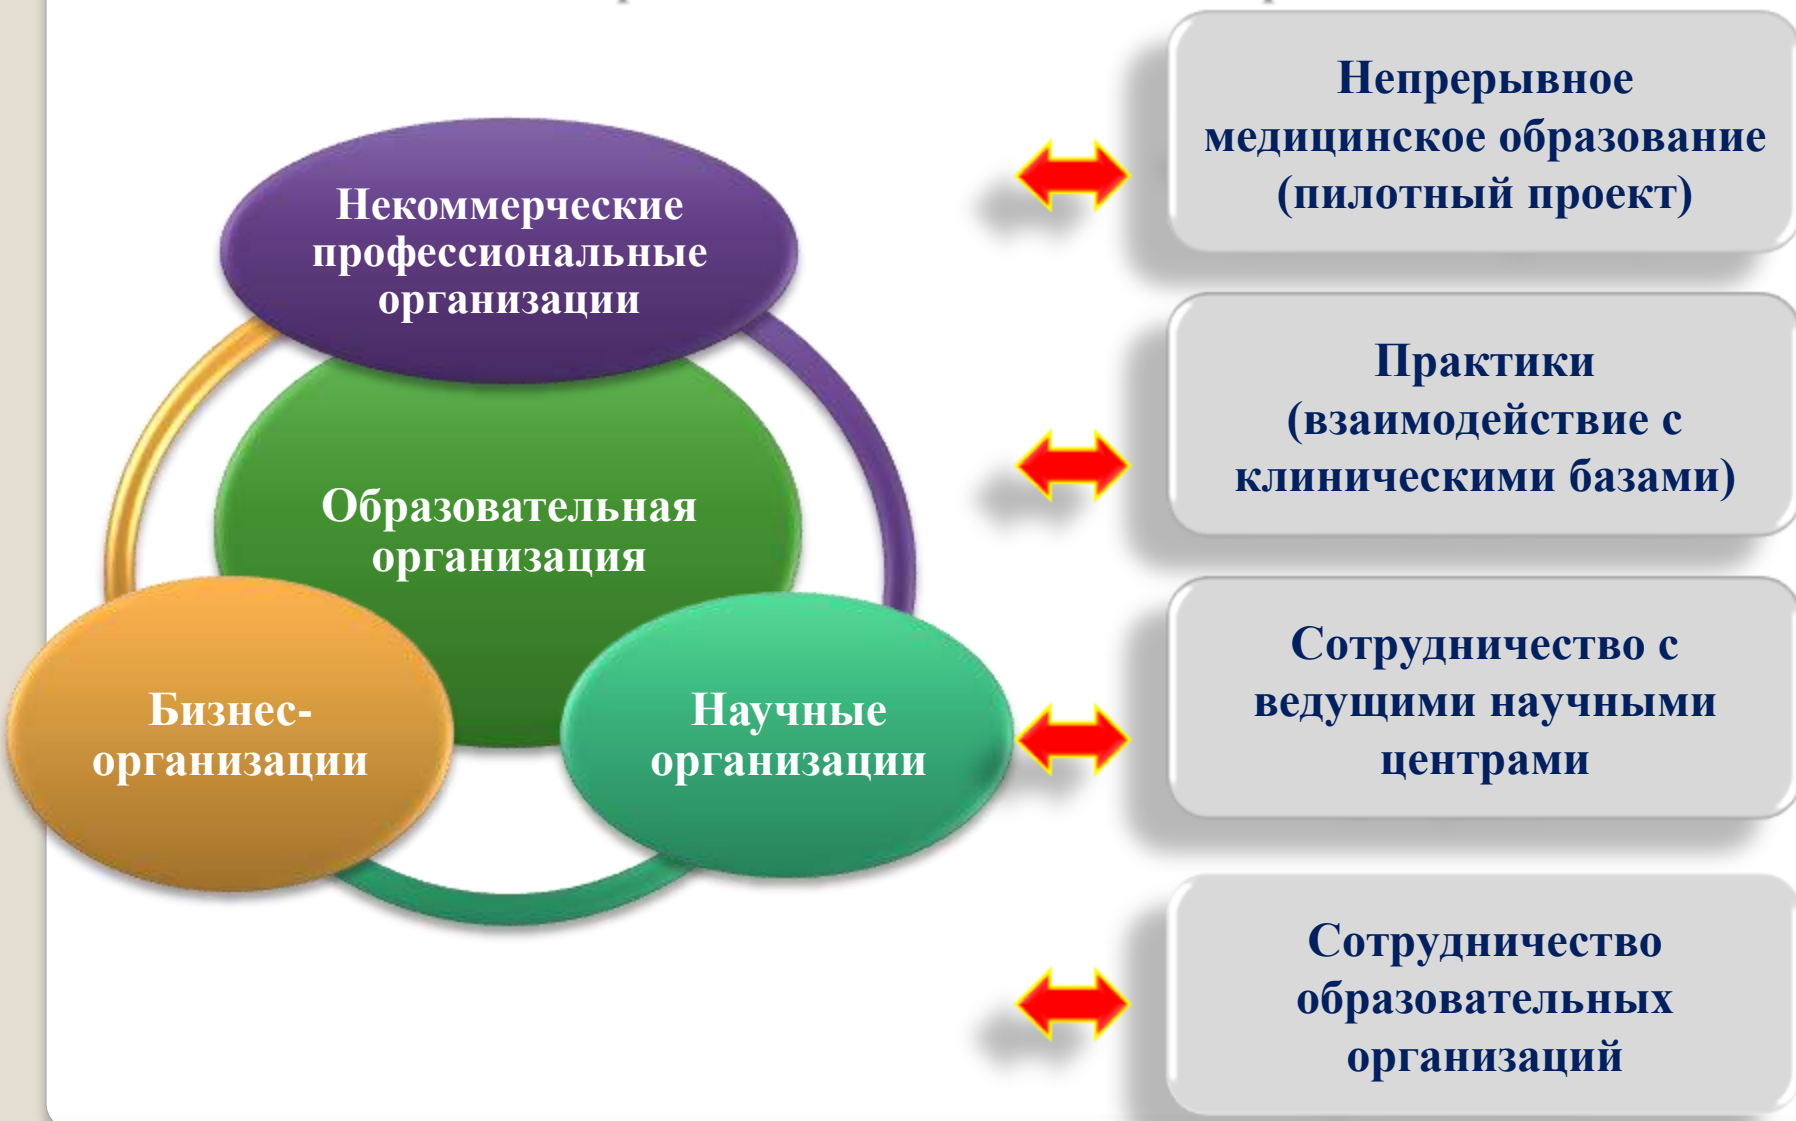 Некоммерческие
профессиональные
организации
Образовательная
организация
Бизнес-
организации
Научные
организации
Непрерывное
медицинское образование
(пилотный проект)
Практики
(взаимодействие с
клиническими базами)
Сотрудничество с
ведущими научными
центрами
Сотрудничество
образовательных
организаций